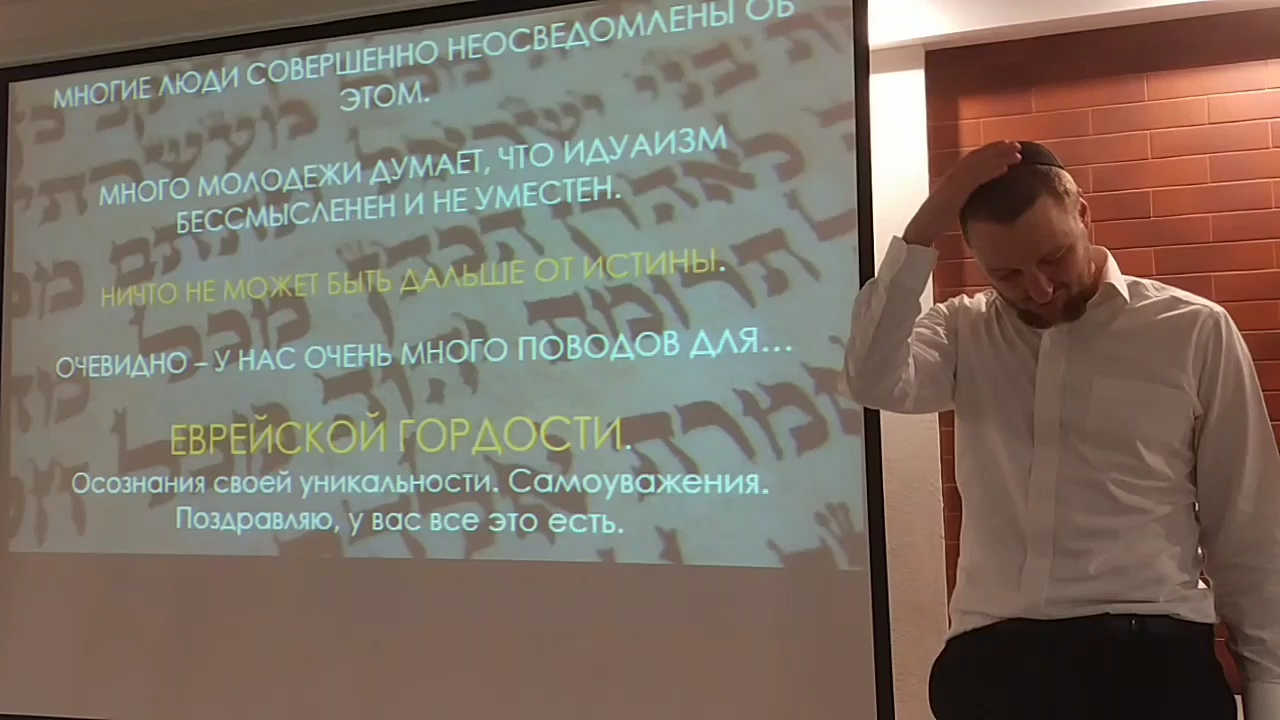 МНОГИЕ ЛЮДИ СОВЕРШЕННО НЕОСВЕДОМЛЕНЫ ОБ
ЭТОМ.
МНОГО МОЛОДЕЖИ ДУМАЕТ, ЧТО ИДУАИЗМ
БЕССМЫСЛЕНЕН И НЕ УМЕСТЕН.
НИЧТО НЕ МОЖЕТ БЫТЬ ДАЛЬШЕ ОТ ИСТИНЫ.
ОЧЕВИДНО – У НАС ОЧЕНЬ МНОГО ПОВОДОВ ДЛЯ...
ЕВРЕЙСКОЙ ГОРДОСТИ.
Осознания своей уникальности. Самоуважения.
Поздравляю, у вас все это есть.